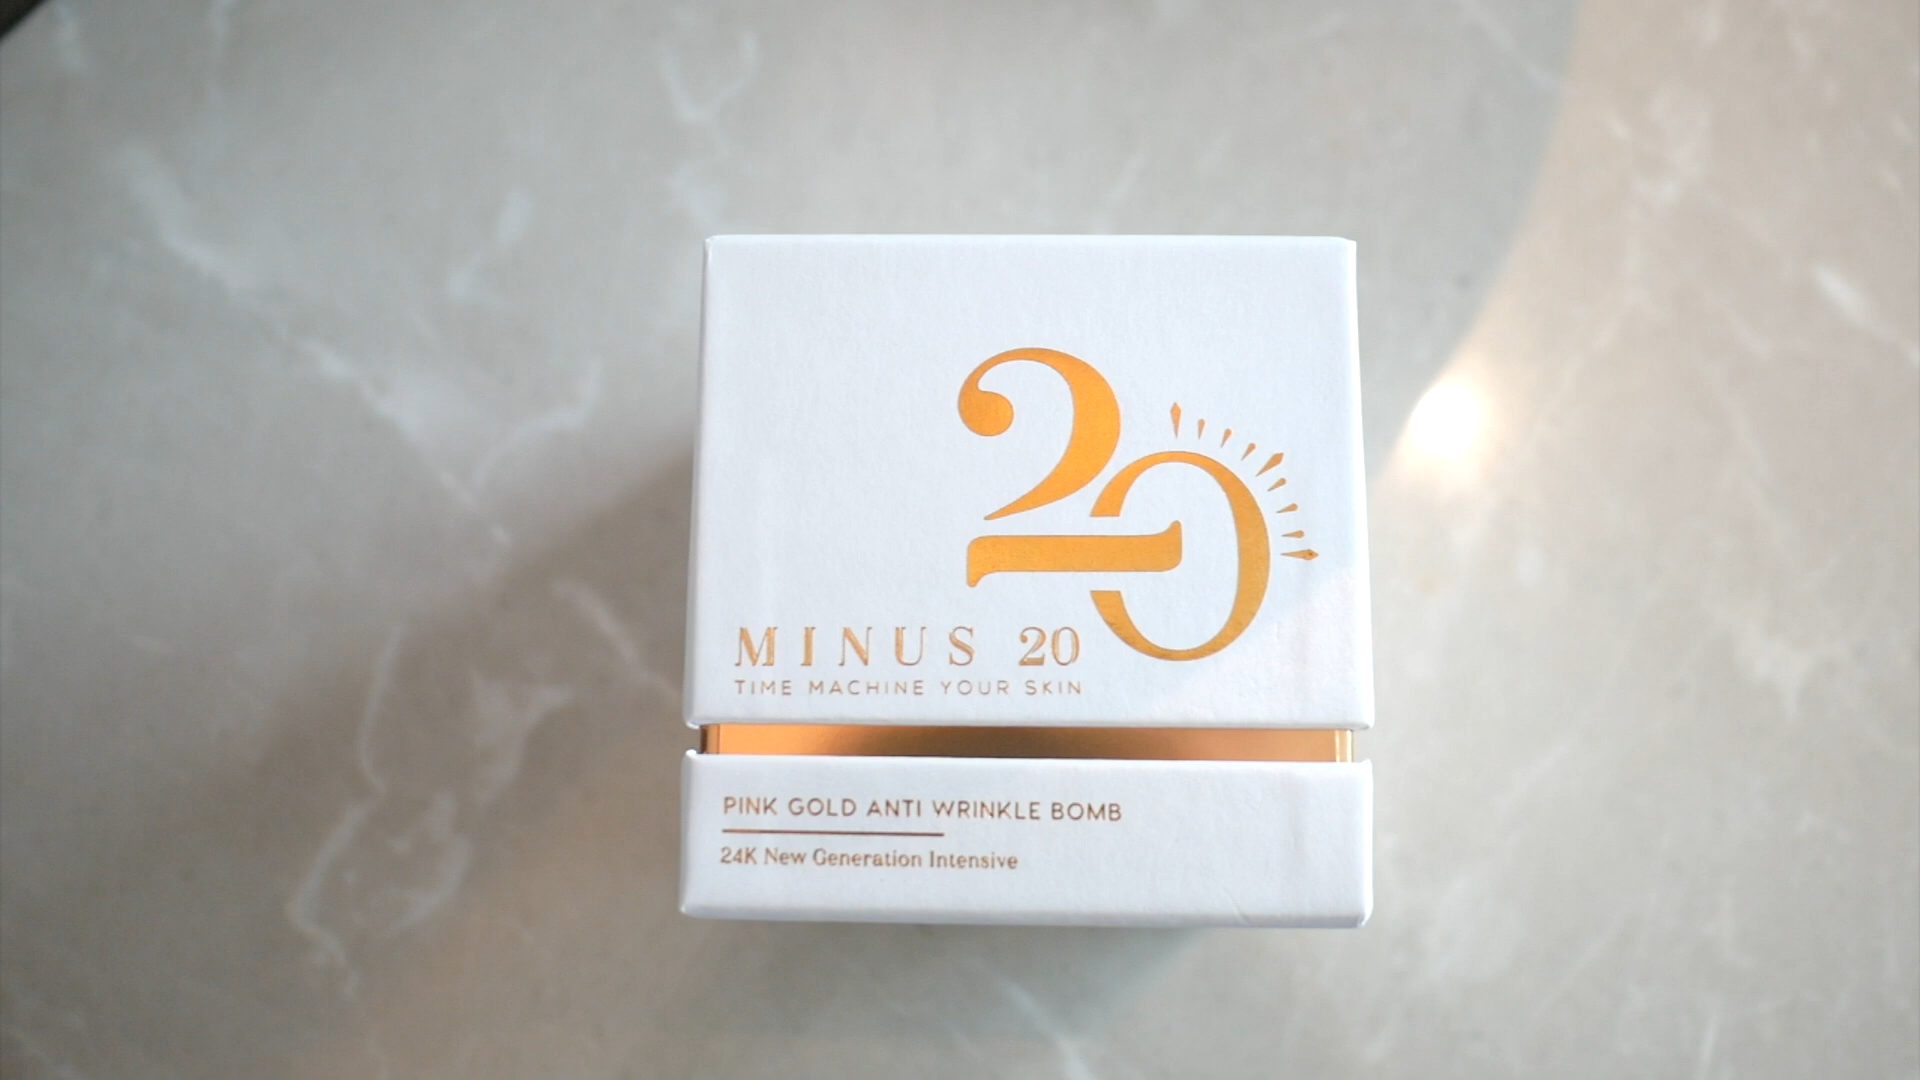 20
MINUS 20
TIME MACHINE YOUR SKIN
PINK GOLD ANTI WRINKLE BOMB
24K New Generation Intensive